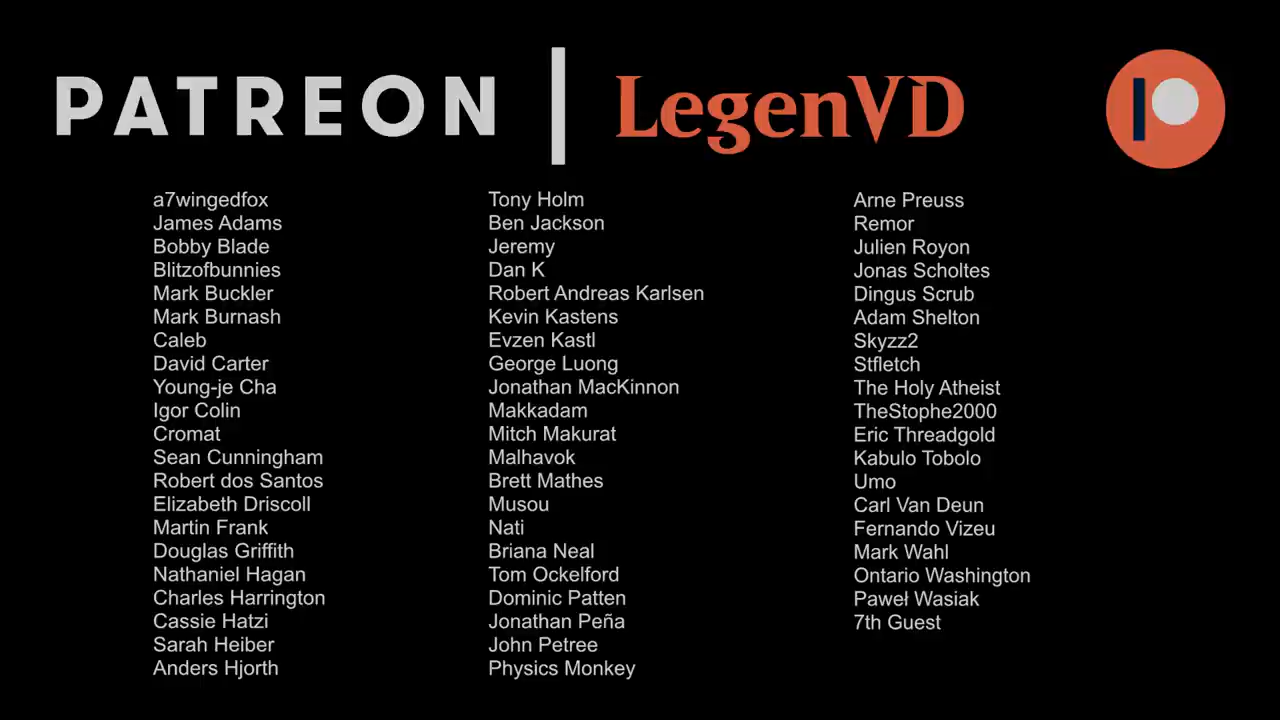 PATREON | LegenVD
a7wingedfox
James Adams
Bobby Blade
Blitzofbunnies
Mark Buckler
Mark Burnash
Caleb
David Carter
Young-je Cha
Igor Colin
Cromat
Sean Cunningham
Robert dos Santos
Elizabeth Driscoll
Martin Frank
Douglas Griffith
Nathaniel Hagan
Charles Harrington
Cassie Hatzi
Sarah Heiber
Anders Hjorth
Tony Holm
Ben Jackson
Jeremy
Dan K
Robert Andreas Karlsen
Kevin Kastens
Evzen Kastl
George Luong
Jonathan MacKinnon
Makkadam
Mitch Makurat
Malhavok
Brett Mathes
Musou
Nati
Briana Neal
Tom Ockelford
Dominic Patten
Jonathan Peña
John Petree
Physics Monkey
Arne Preuss
Remor
Julien Royon
Jonas Scholtes
Dingus Scrub
Adam Shelton
Skyzz2
Stfletch
The Holy Atheist
TheStophe2000
Eric Threadgold
Kabulo Tobolo
Umo
Carl Van Deun
Fernando Vizeu
Mark Wahl
Ontario Washington
Paweł Wasiak
7th Guest